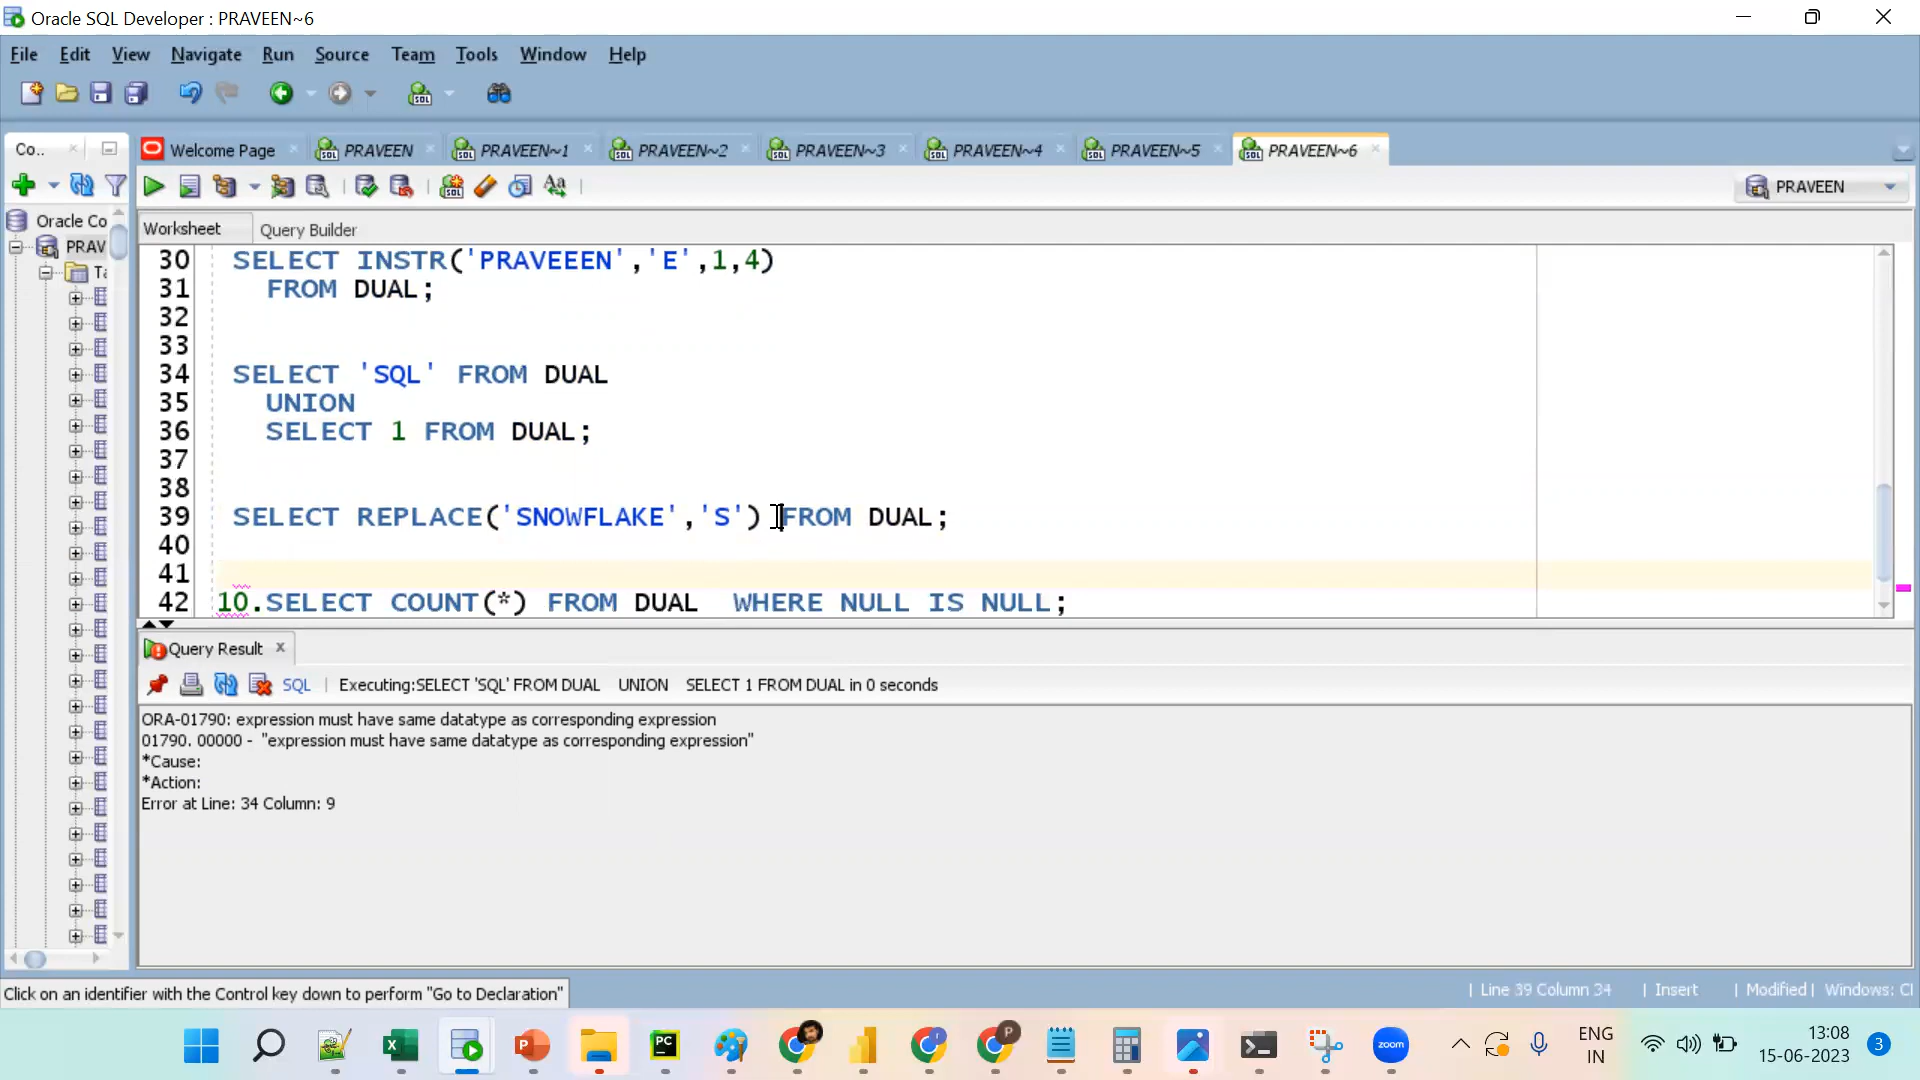 Oracle SQL Developer : PRAVEEN~6
File Edit View Navigate Run Source Team Tools Window Help
Co.. Welcome Page PRAVEEN PRAVEEN~1 PRAVEEN~2 PRAVEEN~3 PRAVEEN~4 PRAVEEN~5 PRAVEEN~6
PRAVEEN
Oracle Co
PRAV
Ta
Worksheet Query Builder
30 SELECT INSTR('PRAVEEEN','E',1,4)
31 FROM DUAL;
32
33
34 SELECT 'SQL' FROM DUAL
35 UNION
36 SELECT 1 FROM DUAL;
37
38
39 SELECT REPLACE('SNOWFLAKE','S') FROM DUAL;
40
41
42 10.SELECT COUNT(*) FROM DUAL WHERE NULL IS NULL;
Query Result
SQL | Executing:SELECT 'SQL' FROM DUAL UNION SELECT 1 FROM DUAL in 0 seconds
ORA-01790: expression must have same datatype as corresponding expression
01790. 00000 - "expression must have same datatype as corresponding expression"
*Cause:
*Action:
Error at Line: 34 Column: 9
Click on an identifier with the Control key down to perform "Go to Declaration"
| Line 39 Column 34 | Insert | Modified | Windows: Cl
ENG
IN
13:08
15-06-2023
3